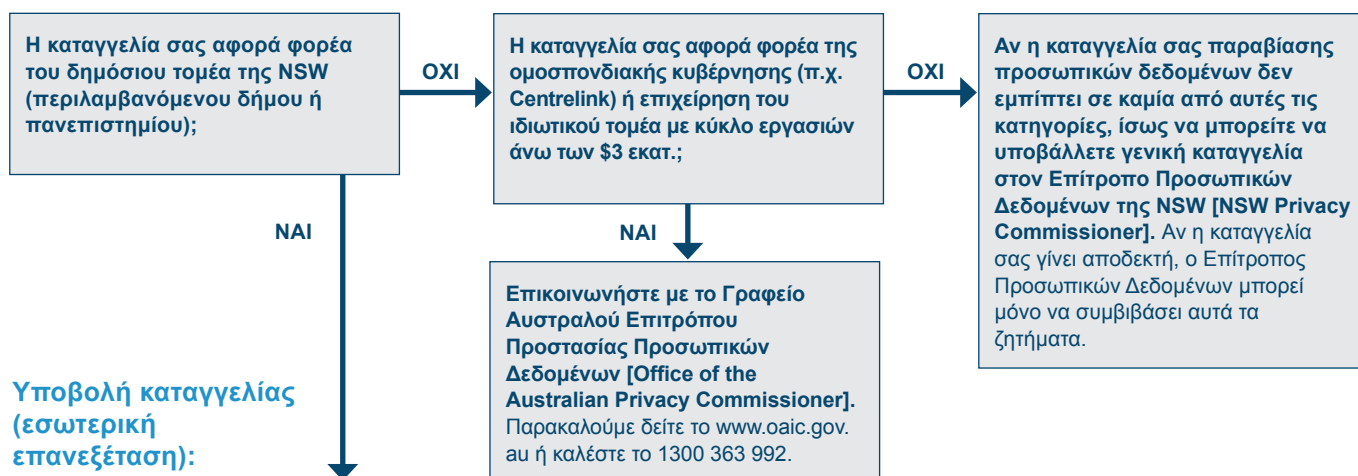 Η καταγγελία σας αφορά φορέα
του δημόσιου τομέα της NSW
(περιλαμβανόμενου δήμου ή
πανεπιστημίου);
ΟΧΙ
Η καταγγελία σας αφορά φορέα της
ομοσπονδιακής κυβέρνησης (π.χ.
Centrelink) ή επιχείρηση του
ιδιωτικού τομέα με κύκλο εργασιών
άνω των $3 εκατ.;
ΟΧΙ
Αν η καταγγελία σας παραβίασης
προσωπικών δεδομένων δεν
εμπίπτει σε καμία από αυτές τις
κατηγορίες, ίσως να μπορείτε να
υποβάλλετε γενική καταγγελία
στον Επίτροπο Προσωπικών
Δεδομένων της NSW [NSW Privacy
Commissioner]. Αν η καταγγελία
σας γίνει αποδεκτή, ο Επίτροπος
Προσωπικών Δεδομένων μπορεί
μόνο να συμβιβάσει αυτά τα
ζητήματα.
ΝΑΙ
ΝΑΙ
Επικοινωνήστε με το Γραφείο
Αυστραλού Επιτρόπου
Προστασίας Προσωπικών
Δεδομένων [Office of the
Australian Privacy Commissioner].
Παρακαλούμε δείτε το www.oaic.gov.
au ή καλέστε το 1300 363 992.
Υποβολή καταγγελίας
(εσωτερική
επανεξέταση):